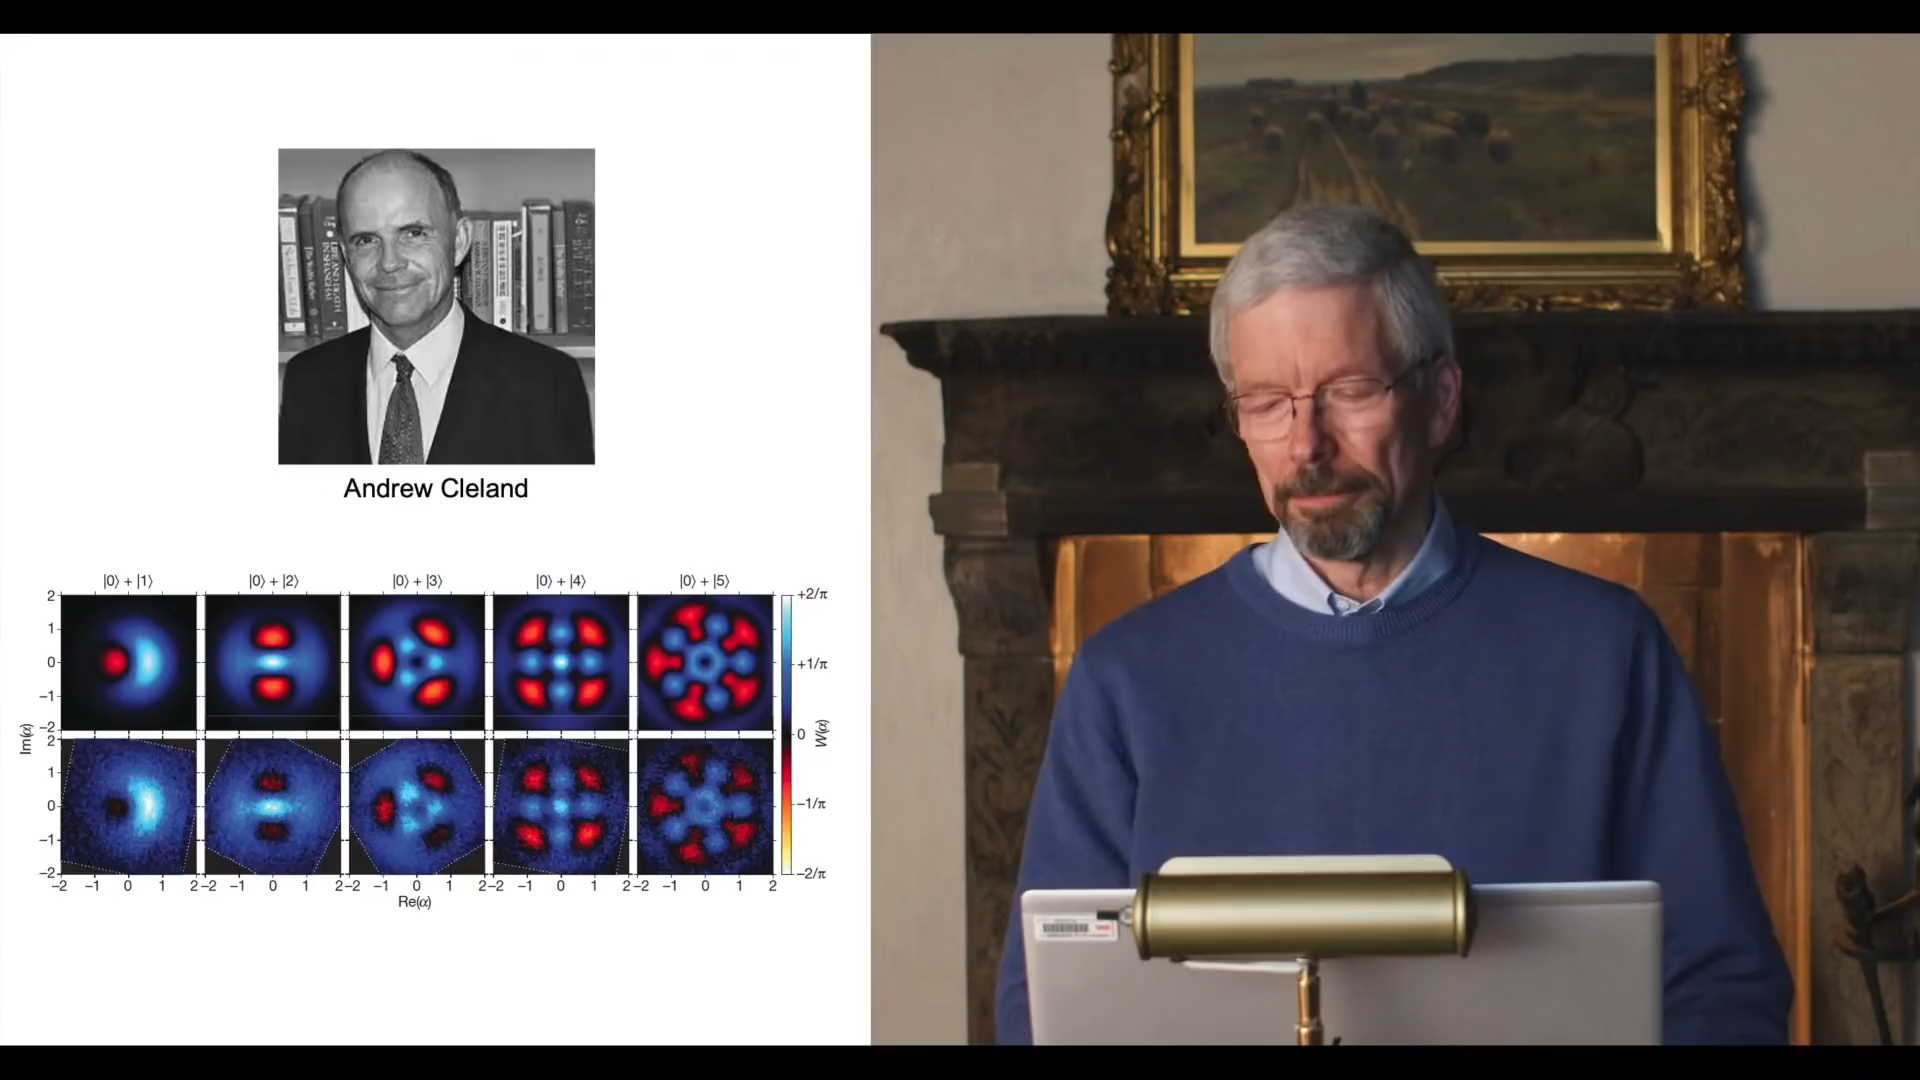 Andrew Cleland
|0⟩ + |1⟩ |0⟩ + |2⟩ |0⟩ + |3⟩ |0⟩ + |4⟩ |0⟩ + |5⟩
2
1
0
−1
−2
2
1
0
−1
−2
Im(α)
−2 −1 0 1 2 −2 −1 0 1 2 −2 −1 0 1 2 −2 −1 0 1 2 −2 −1 0 1 2
Re(α)
+2/π
+1/π
0
−1/π
−2/π
W(α)